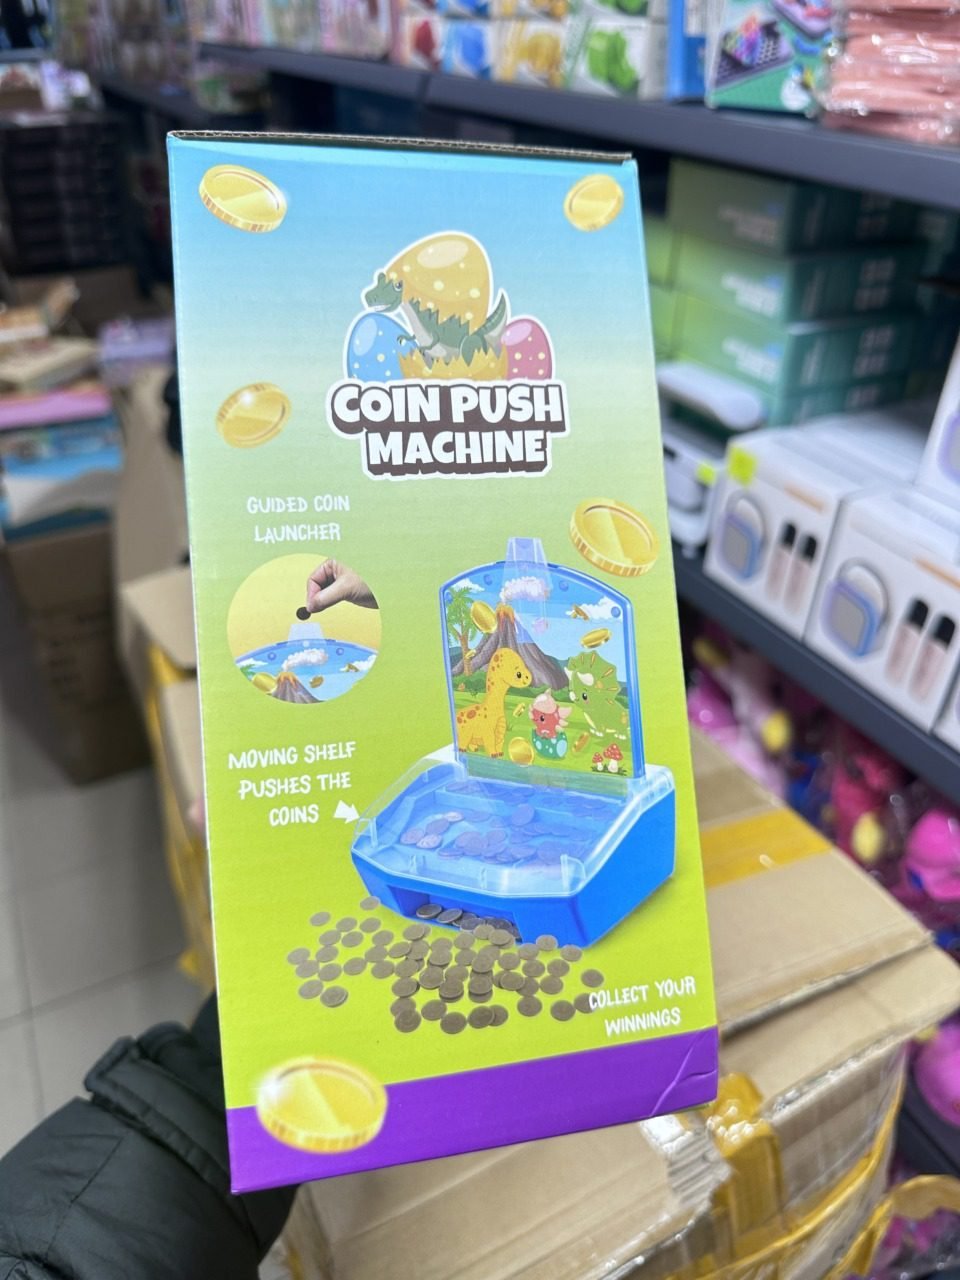 COIN PUSH
MACHINE
GUIDED COIN
LAUNCHER
MOVING SHELF
PUSHES THE
COINS
COLLECT YOUR
WINNINGS